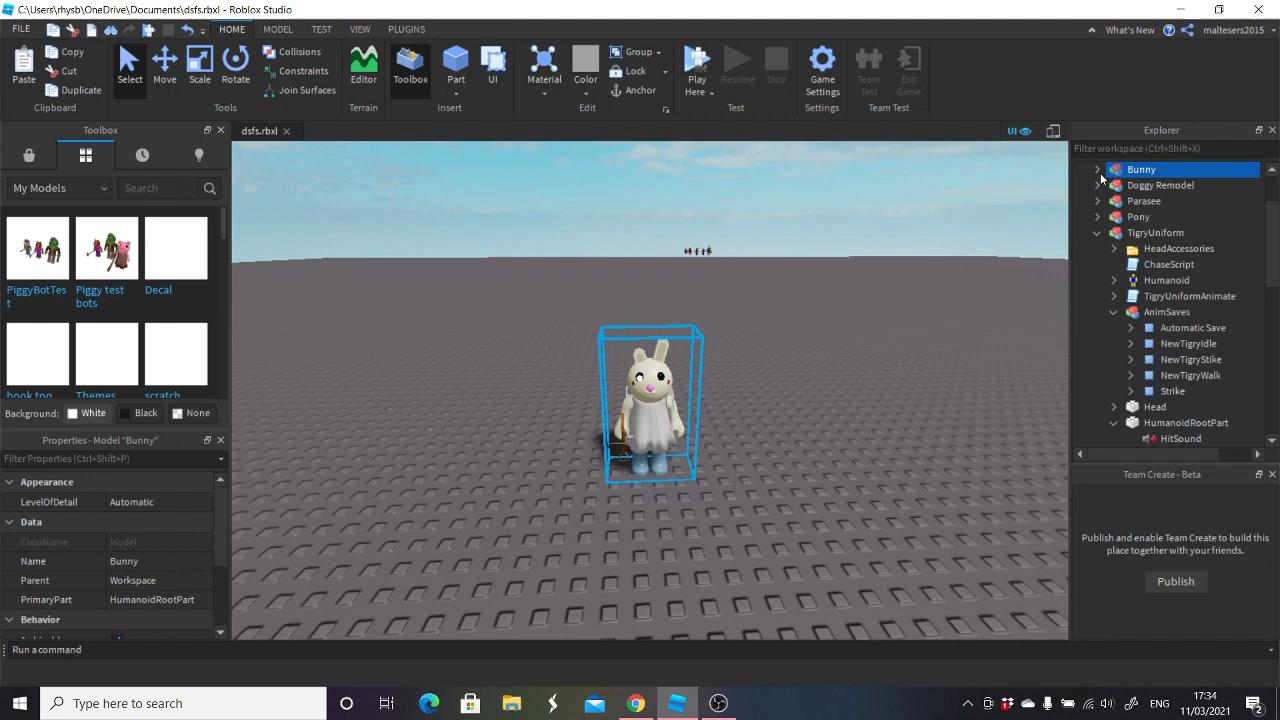 C:\Users\rhysb\OneDrive\Documents\dsfs.rbxl - Roblox Studio
FILE HOME MODEL TEST VIEW PLUGINS What's New maltesers2015
Paste Copy Cut Duplicate Clipboard
Select Move Scale Rotate Collisions Constraints Join Surfaces Tools
Editor Terrain
Toolbox Part UI Insert
Material Color Group Lock Anchor Edit
Play Here Resume Stop Test
Game Settings Settings
Team Test Exit Game Team Test
Toolbox
My Models Search
PiggyBotTes
t
Piggy test
bots
Decal
book top
Themes
scratch
Background: White Black None
Properties - Model "Bunny"
Filter Properties (Ctrl+Shift+P)
Appearance
LevelOfDetail Automatic
Data
ClassName Model
Name Bunny
Parent Workspace
PrimaryPart HumanoidRootPart
Behavior
dsfs.rbxl
UI
Explorer
Filter workspace (Ctrl+Shift+X)
Bunny
Doggy Remodel
Parasee
Pony
TigryUniform
HeadAccessories
ChaseScript
Humanoid
TigryUniformAnimate
AnimSaves
Automatic Save
NewTigryIdle
NewTigryStike
NewTigryWalk
Strike
Head
HumanoidRootPart
HitSound
Team Create - Beta
Publish and enable Team Create to build this
place together with your friends.
Publish
Run a command
Type here to search
ENG
17:34
11/03/2021
2